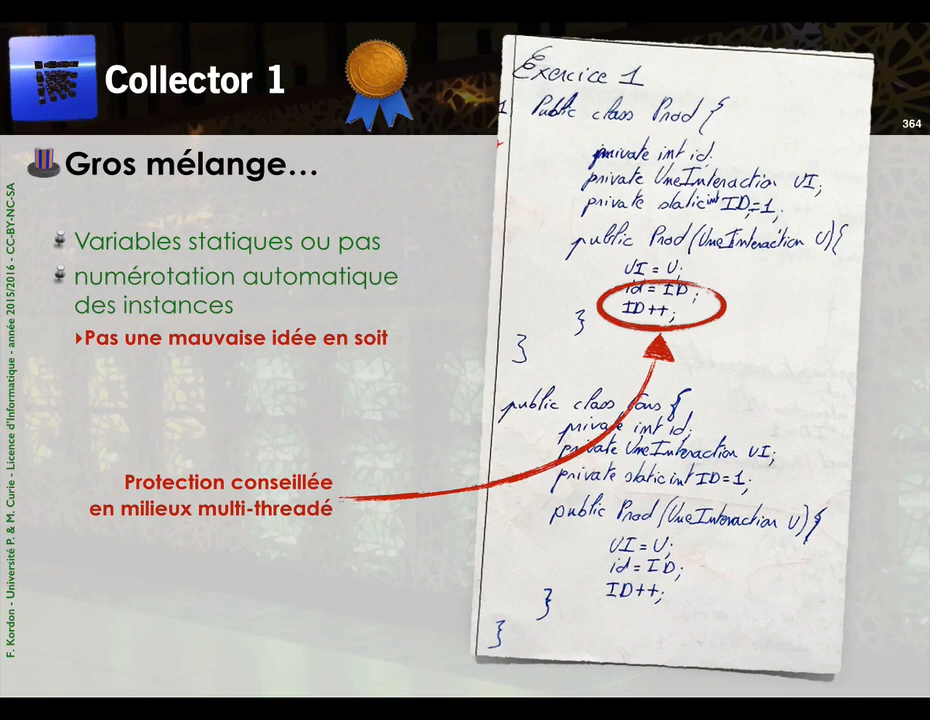 Collector 1
364
Gros mélange...
Variables statiques ou pas
numérotation automatique
des instances
Pas une mauvaise idée en soit
Protection conseillée
en milieux multi-threadé
F. Kordon - Université P. & M. Curie - Licence d'Informatique - année 2015/2016 - CC-BY-NC-SA
Exercice 1
1 Public class Prod {
private int id;
private UneInteraction UI;
private static int ID=1;
public Prod(UneInteraction U){
UI = U;
id = ID;
ID++;
}
}
public class Cons {
private int id;
private UneInteraction UI;
private static int ID=1;
public Prod(UneInteraction U){
UI = U;
id = ID;
ID++;
}
}